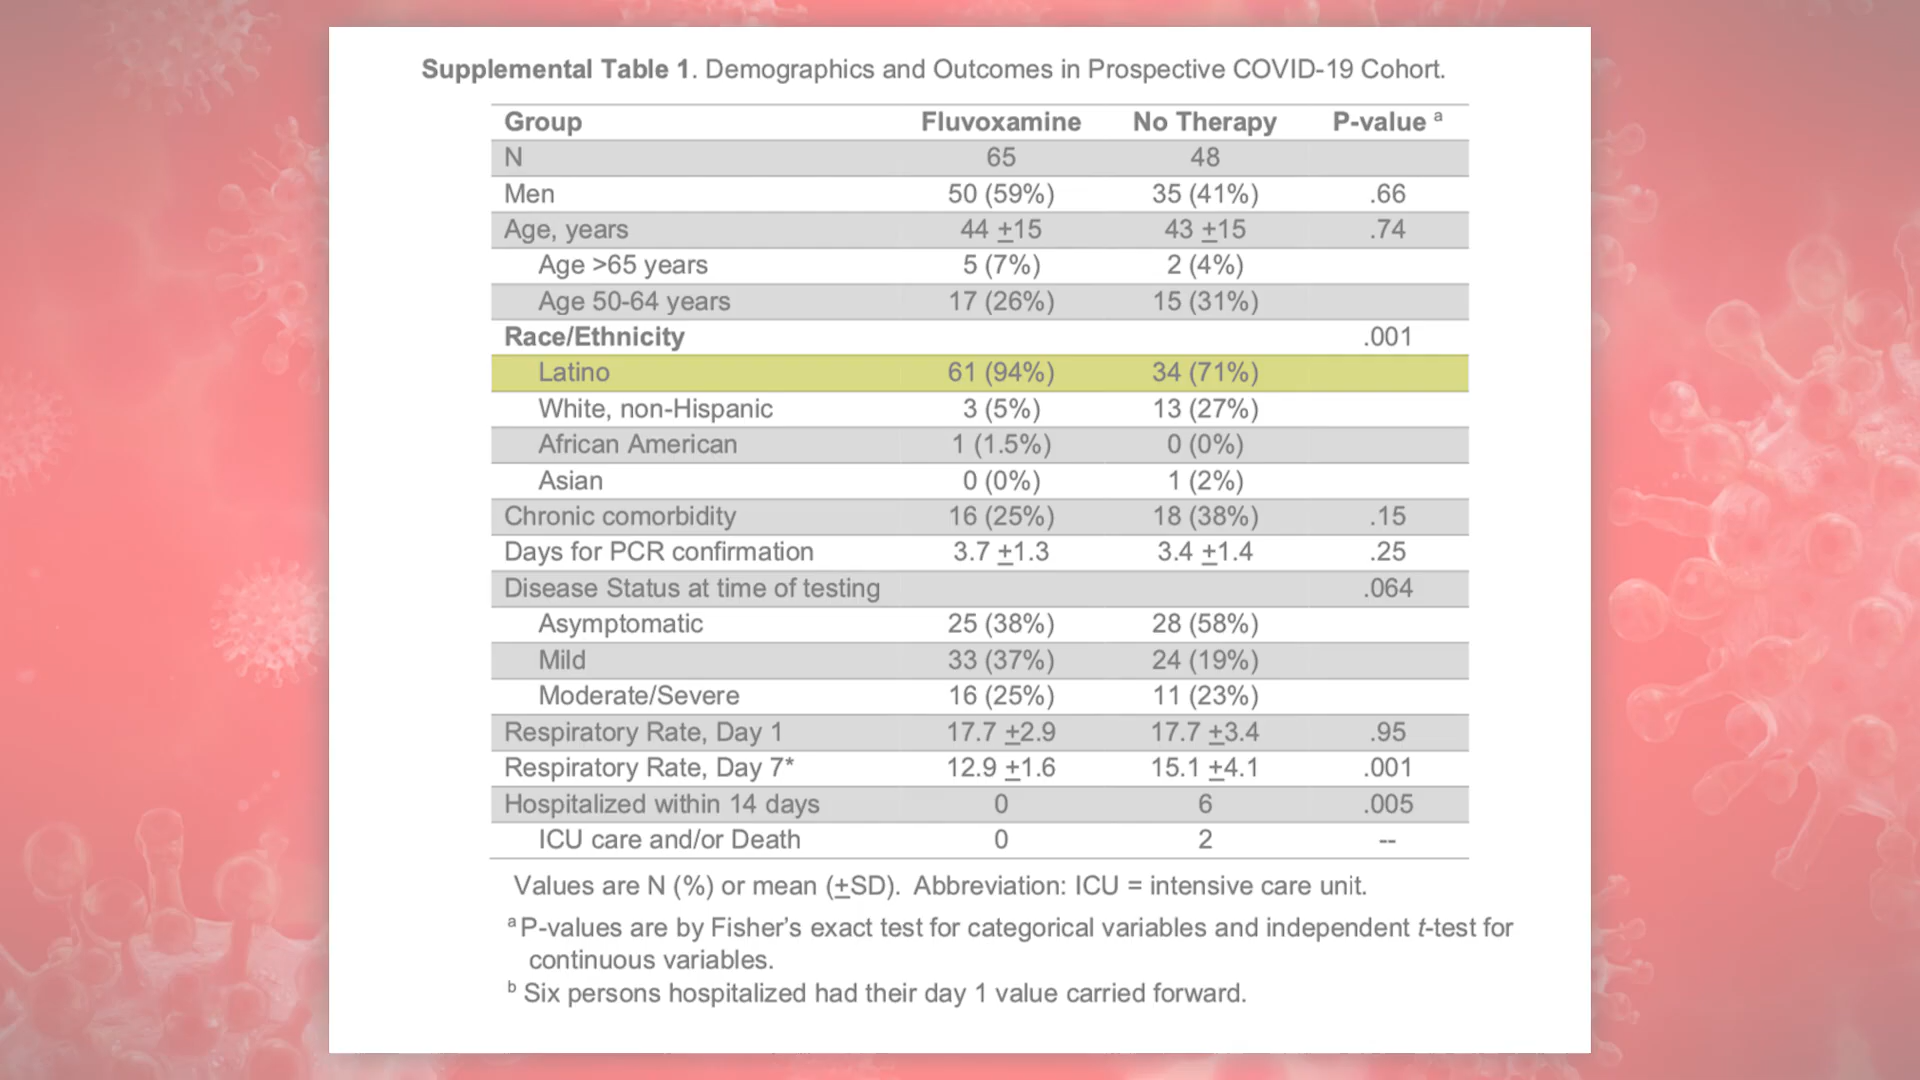 Supplemental Table 1. Demographics and Outcomes in Prospective COVID-19 Cohort.
Group Fluvoxamine No Therapy P-value a
N 65 48
Men 50 (59%) 35 (41%) .66
Age, years 44 ±15 43 ±15 .74
Age >65 years 5 (7%) 2 (4%)
Age 50-64 years 17 (26%) 15 (31%)
Race/Ethnicity .001
Latino 61 (94%) 34 (71%)
White, non-Hispanic 3 (5%) 13 (27%)
African American 1 (1.5%) 0 (0%)
Asian 0 (0%) 1 (2%)
Chronic comorbidity 16 (25%) 18 (38%) .15
Days for PCR confirmation 3.7 ±1.3 3.4 ±1.4 .25
Disease Status at time of testing .064
Asymptomatic 25 (38%) 28 (58%)
Mild 33 (37%) 24 (19%)
Moderate/Severe 16 (25%) 11 (23%)
Respiratory Rate, Day 1 17.7 ±2.9 17.7 ±3.4 .95
Respiratory Rate, Day 7* 12.9 ±1.6 15.1 ±4.1 .001
Hospitalized within 14 days 0 6 .005
ICU care and/or Death 0 2 --
Values are N (%) or mean (±SD). Abbreviation: ICU = intensive care unit.
a P-values are by Fisher's exact test for categorical variables and independent t-test for
continuous variables.
b Six persons hospitalized had their day 1 value carried forward.